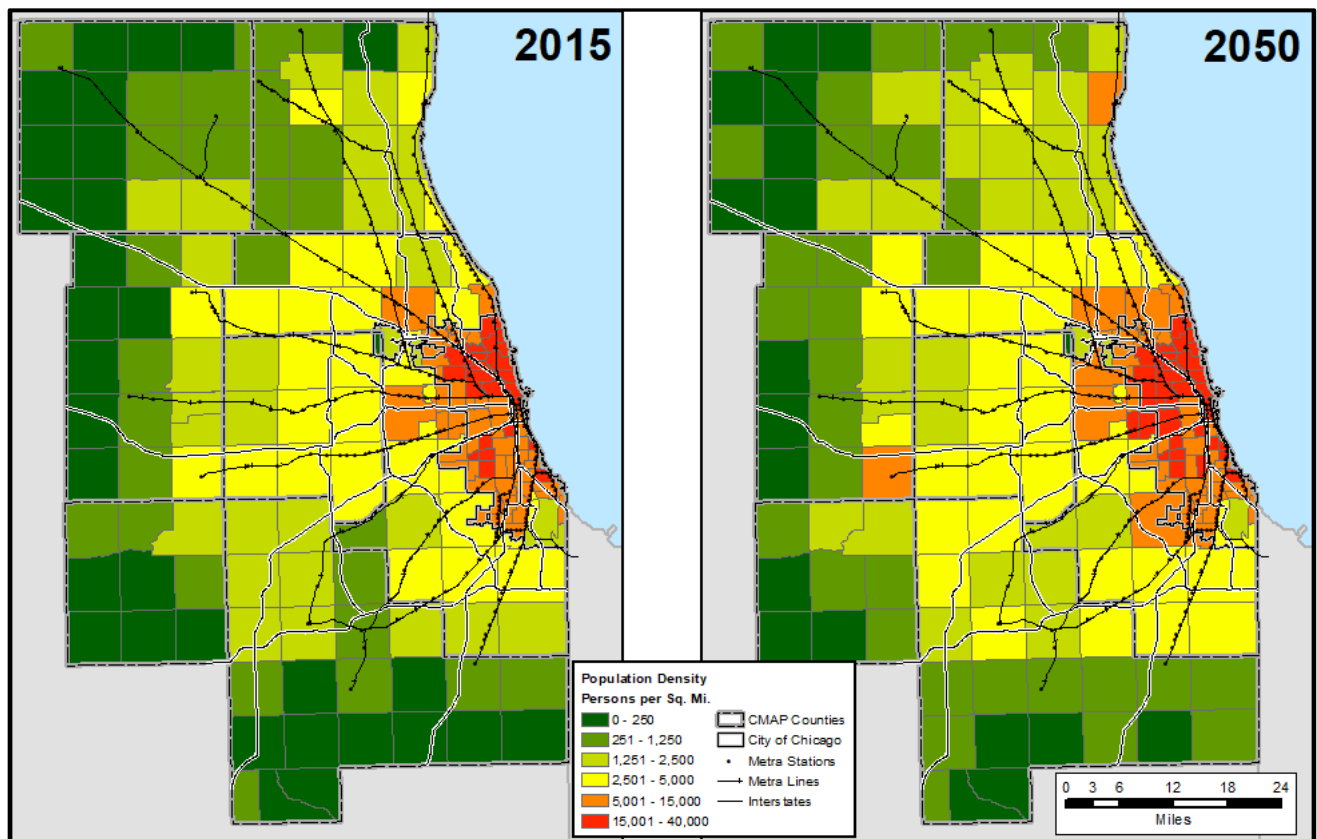 2015
2050
Population Density
Persons per Sq. Mi.
0 - 250
251 - 1,250
1,251 - 2,500
2,501 - 5,000
5,001 - 15,000
15,001 - 40,000
CMAP Counties
City of Chicago
Metra Stations
Metra Lines
Interstates
0 3 6 12 18 24
Miles